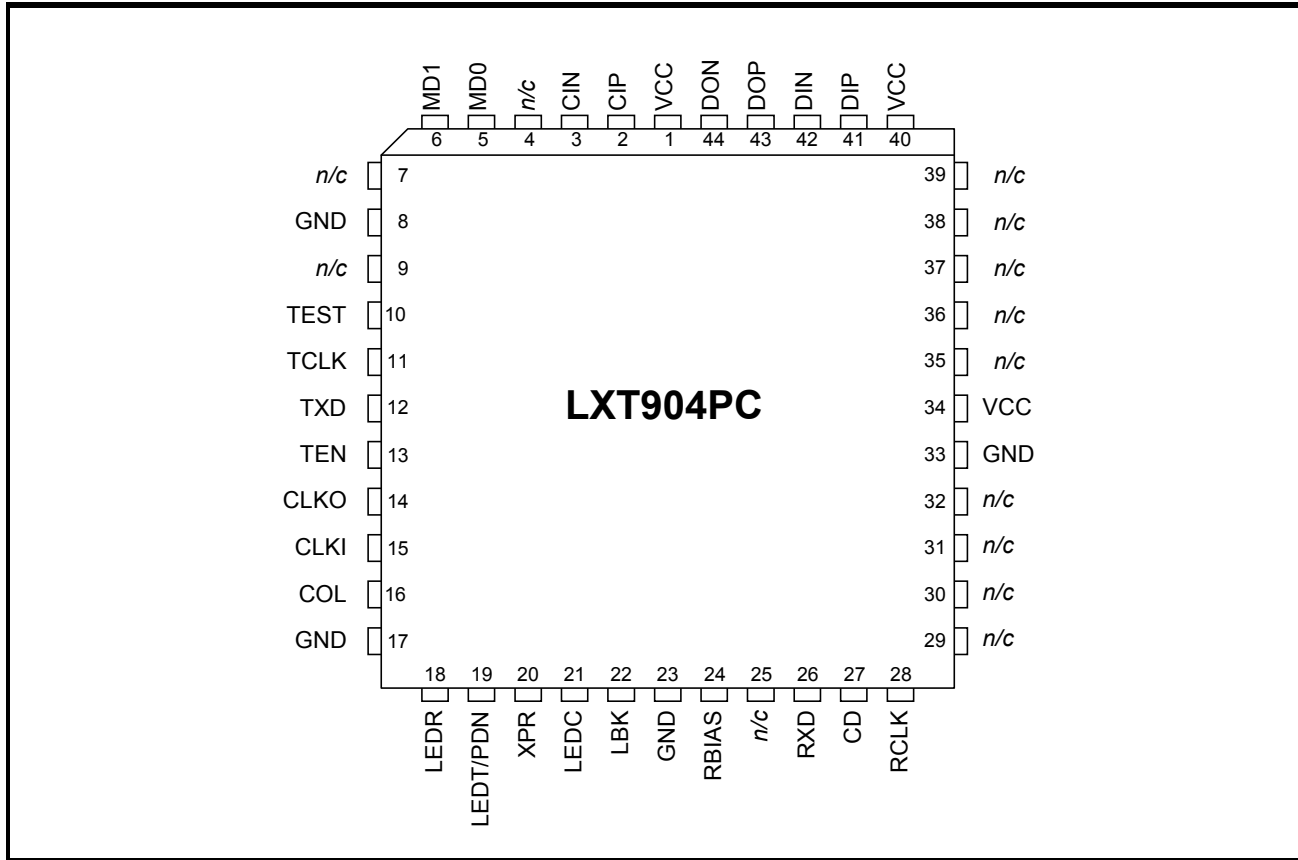 MD1 MD0 n/c CIN CIP VCC DON DOP DIN DIP VCC
6 5 4 3 2 1 44 43 42 41 40
n/c 7 39 n/c
GND 8 38 n/c
n/c 9 37 n/c
TEST 10 36 n/c
TCLK 11 35 n/c
TXD 12 34 VCC
TEN 13 33 GND
CLKO 14 32 n/c
CLKI 15 31 n/c
COL 16 30 n/c
GND 17 29 n/c
LXT904PC
18 19 20 21 22 23 24 25 26 27 28
LEDR LEDT/PDN XPR LEDC LBK GND RBIAS n/c RXD CD RCLK